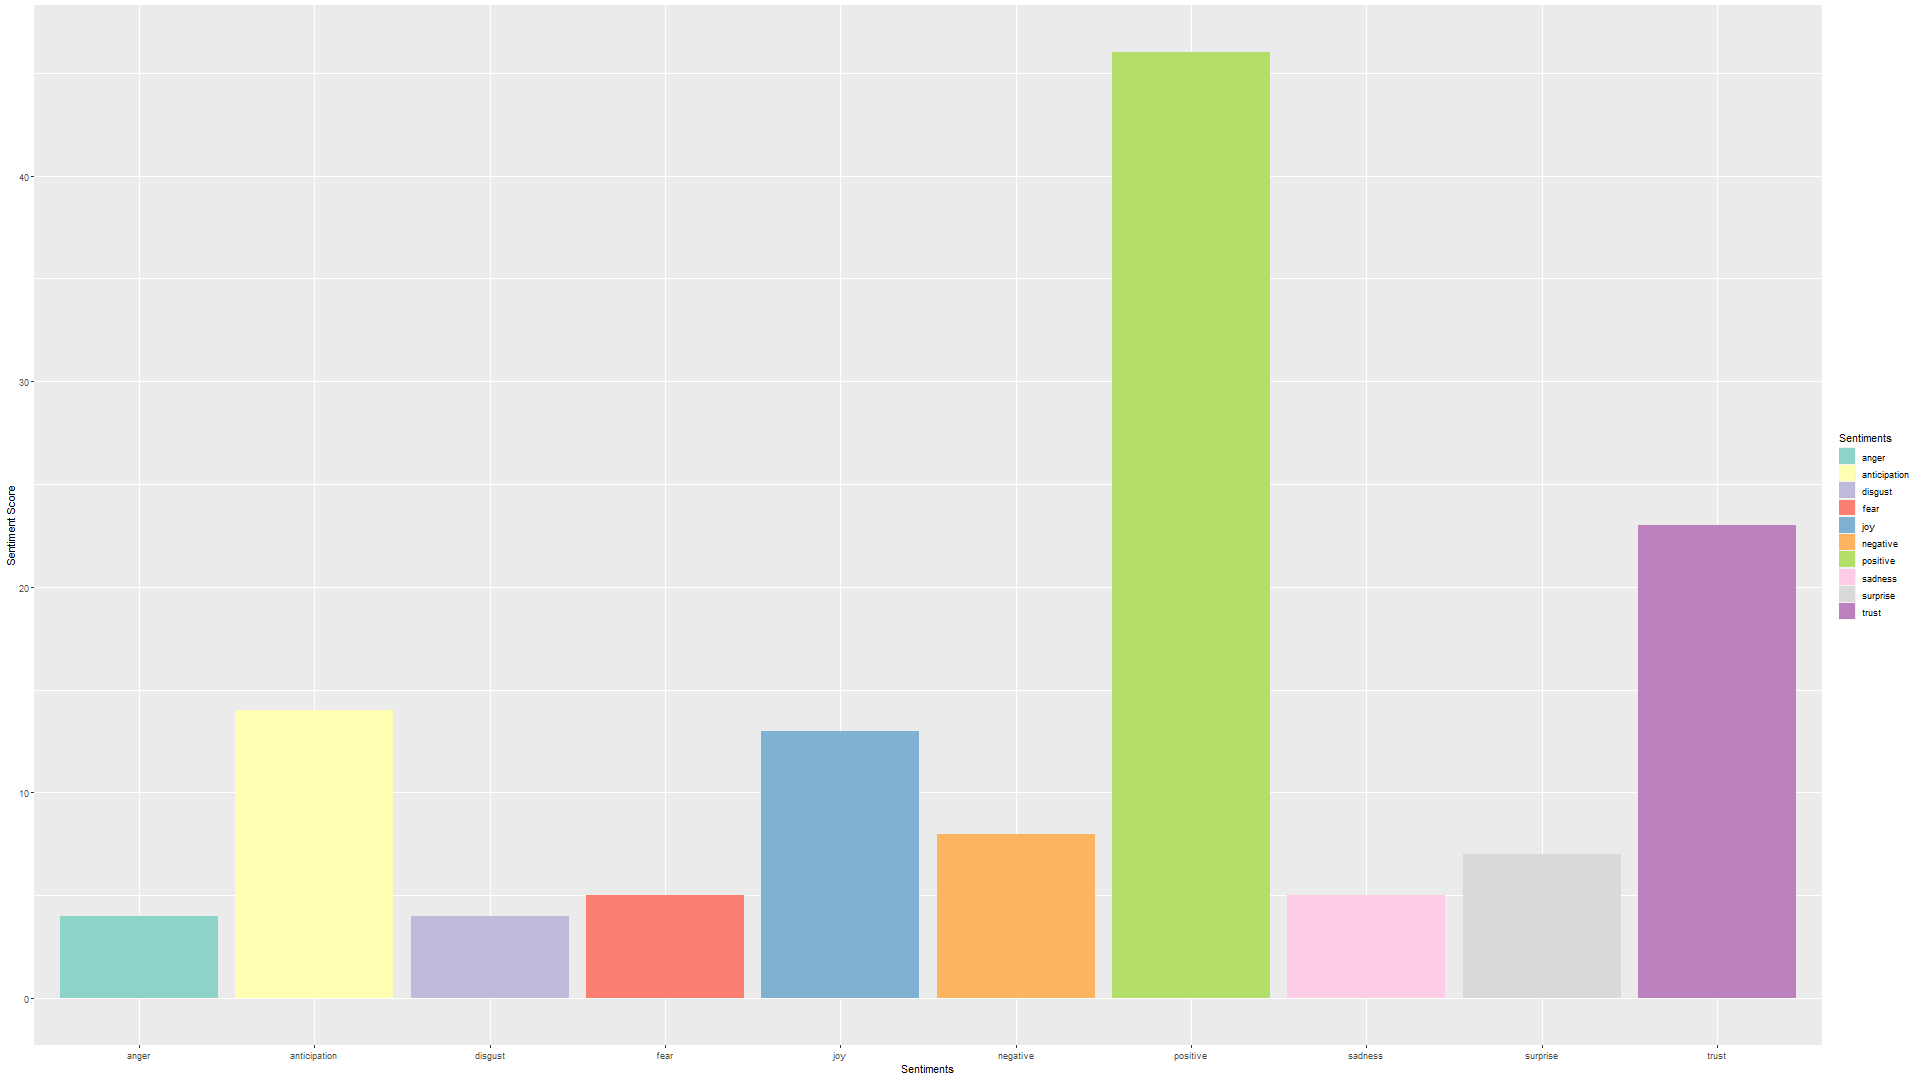 Sentiment Score
40
30
20
10
0
anger
anticipation
disgust
fear
joy
negative
positive
sadness
surprise
trust
Sentiments
Sentiments
anger
anticipation
disgust
fear
joy
negative
positive
sadness
surprise
trust